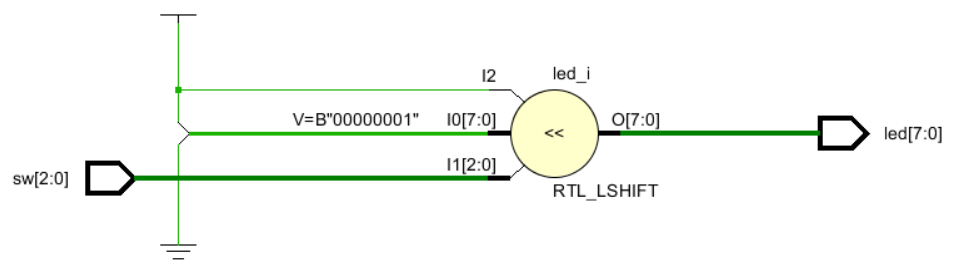 I2
led_i
V=B"00000001"
I0[7:0]
<<
O[7:0]
led[7:0]
I1[2:0]
sw[2:0]
RTL_LSHIFT